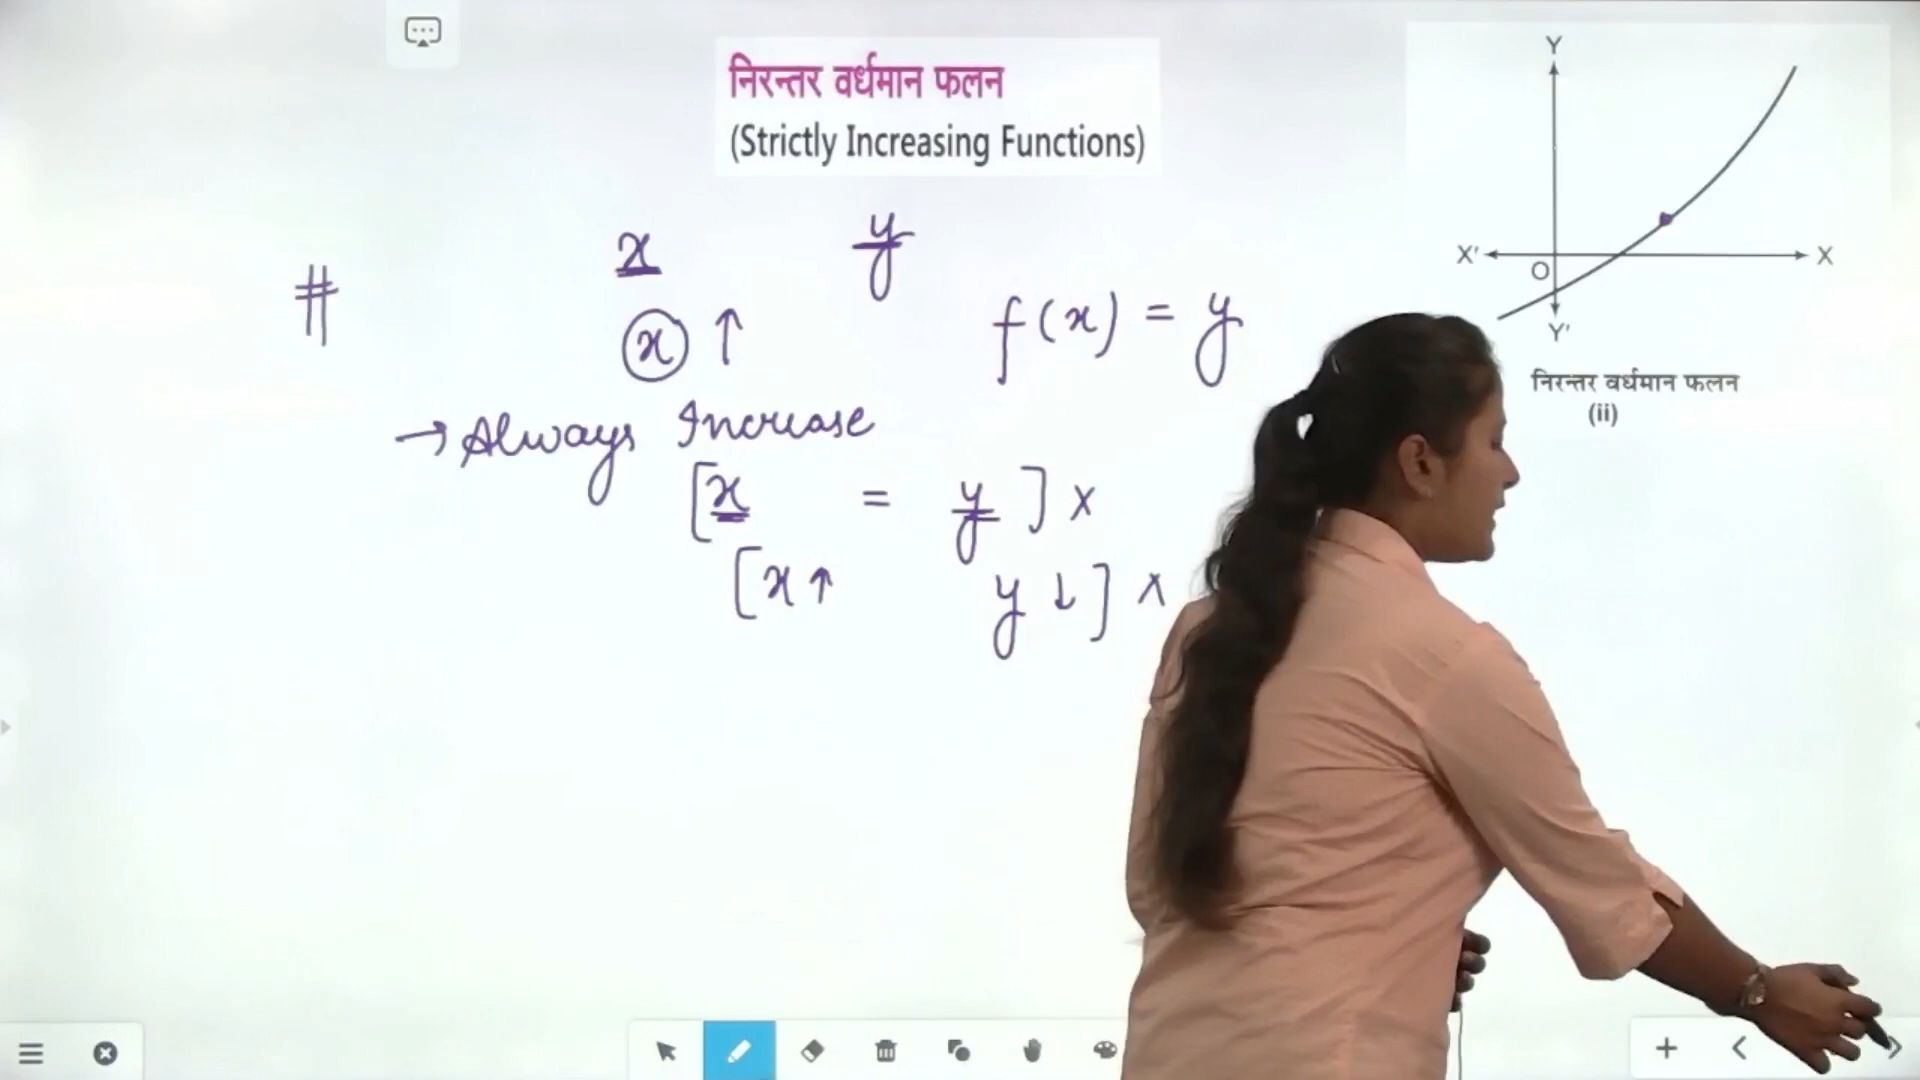 निरन्तर वर्धमान फलन
(Strictly Increasing Functions)
x y
#
x ↑ f(x) = y
→ Always Increase
[x = y] x
[x ↑ y ↓] x
Y
X' X
O
Y'
निरन्तर वर्धमान फलन
(ii)